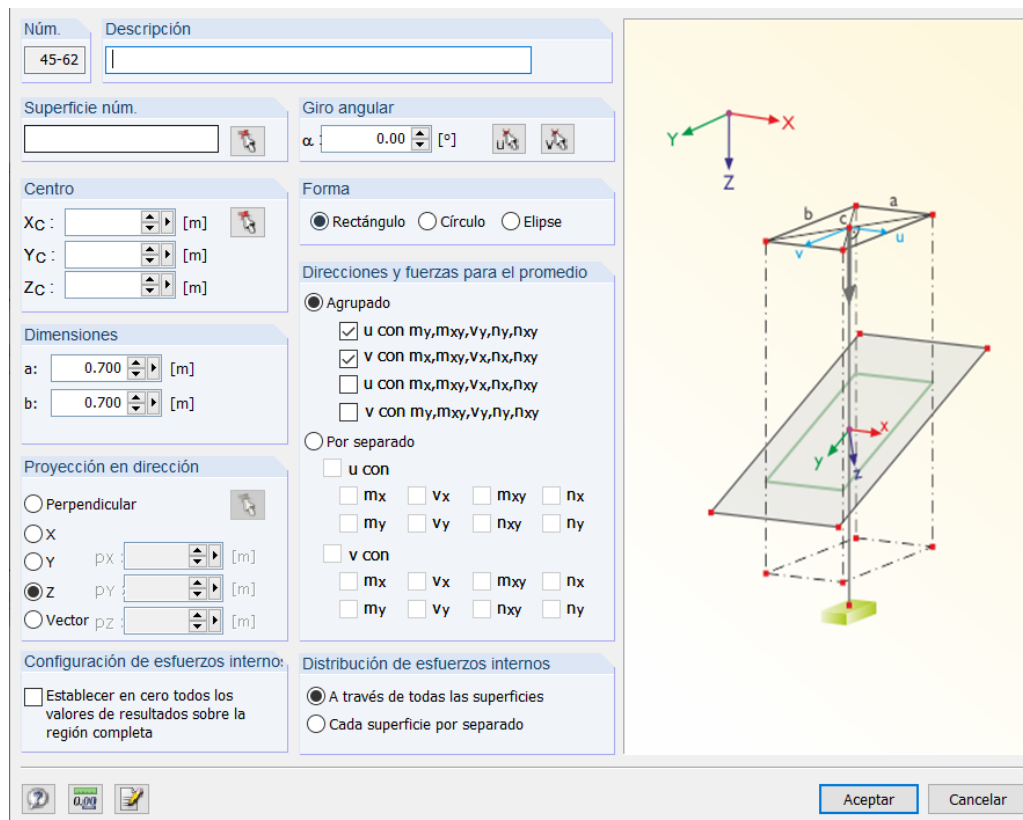 Núm.
Descripción
45-62
Superficie núm.
Giro angular
α :
0.00
[°]
u
v
Centro
Xc :
[m]
Yc :
[m]
Zc :
[m]
Forma
Rectángulo
Círculo
Elipse
Dimensiones
a:
0.700
[m]
b:
0.700
[m]
Direcciones y fuerzas para el promedio
Agrupado
u con my,mxy,vy,ny,nxy
v con mx,mxy,vx,nx,nxy
u con mx,mxy,vx,nx,nxy
v con my,mxy,vy,ny,nxy
Por separado
u con
mx vx mxy nx
my vy nxy ny
v con
mx vx mxy nx
my vy nxy ny
Proyección en dirección
Perpendicular
X
Y
pX :
[m]
Z
pY :
[m]
Vector
pZ :
[m]
Configuración de esfuerzos interno
Establecer en cero todos los
valores de resultados sobre la
región completa
Distribución de esfuerzos internos
A través de todas las superficies
Cada superficie por separado
X
Y
Z
a
b
c
u
v
x
y
z
0,00
Aceptar
Cancelar